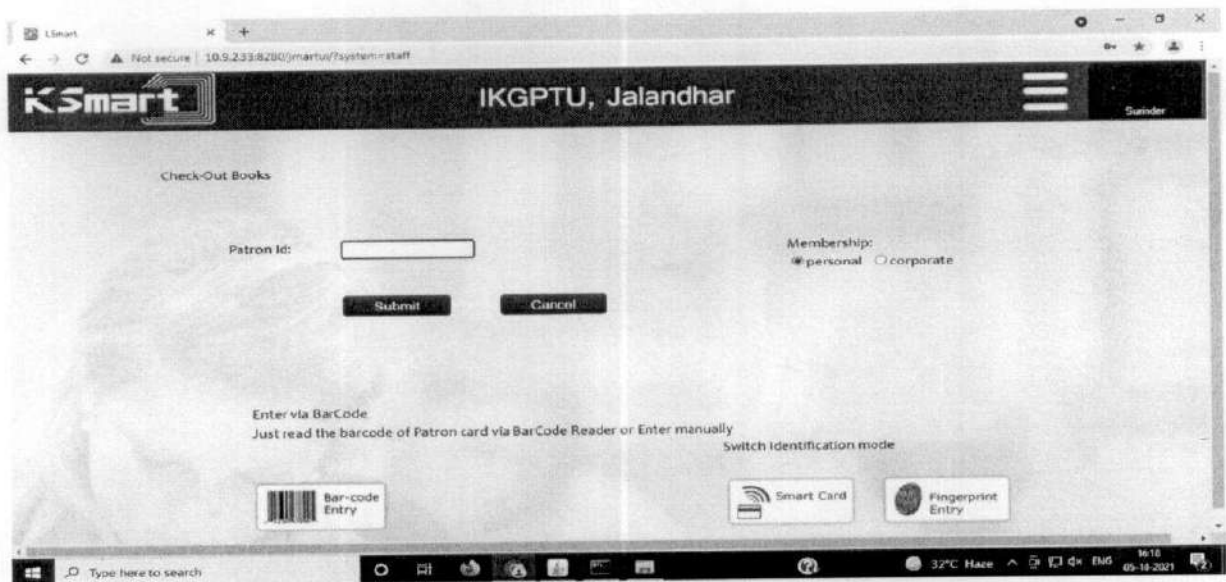 LSmart
Not secure | 10.9.233:8280/jmartui/?system=staff
KSmart
IKGPTU, Jalandhar
Surinder
Check-Out Books
Patron Id:
Membership:
personal corporate
Submit
Cancel
Enter via BarCode
Just read the barcode of Patron card via BarCode Reader or Enter manually
Switch Identification mode
Bar-code
Entry
Smart Card
Fingerprint
Entry
Type here to search
32°C Haze
ENG
16:18
05-10-2021